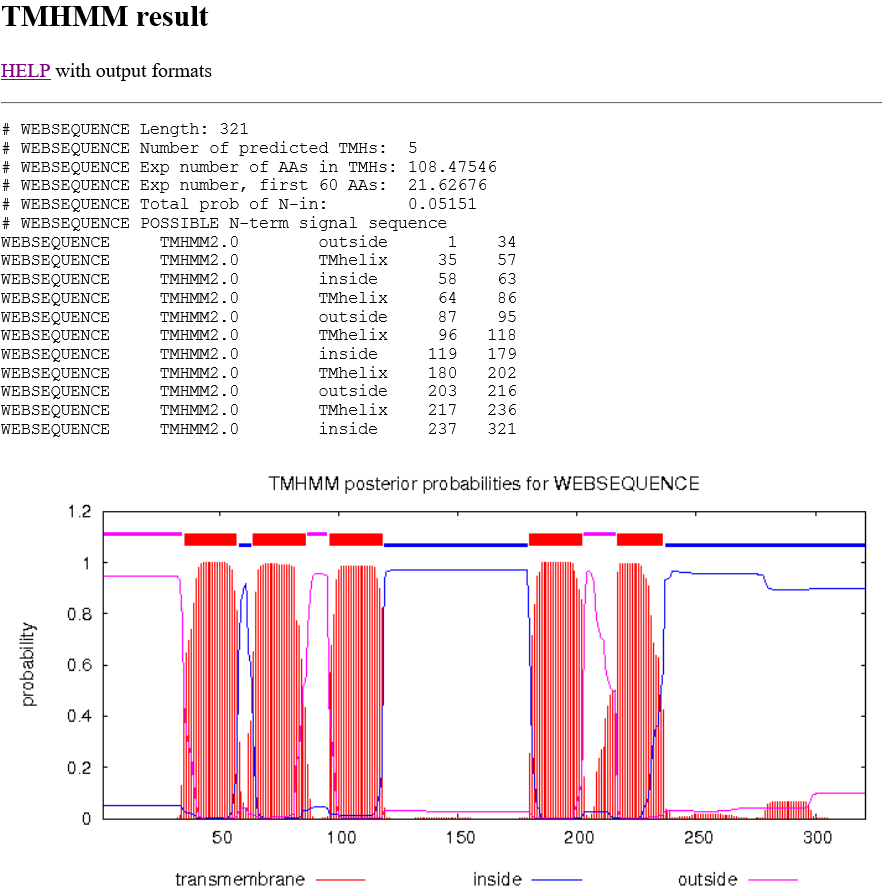 TMHMM result
HELP with output formats
# WEBSEQUENCE Length: 321
# WEBSEQUENCE Number of predicted TMHs:  5
# WEBSEQUENCE Exp number of AAs in TMHs: 108.47546
# WEBSEQUENCE Exp number, first 60 AAs:  21.62676
# WEBSEQUENCE Total prob of N-in:        0.05151
# WEBSEQUENCE POSSIBLE N-term signal sequence
WEBSEQUENCE     TMHMM2.0        outside      1    34
WEBSEQUENCE     TMHMM2.0        TMhelix     35    57
WEBSEQUENCE     TMHMM2.0        inside      58    63
WEBSEQUENCE     TMHMM2.0        TMhelix     64    86
WEBSEQUENCE     TMHMM2.0        outside     87    95
WEBSEQUENCE     TMHMM2.0        TMhelix     96   118
WEBSEQUENCE     TMHMM2.0        inside     119   179
WEBSEQUENCE     TMHMM2.0        TMhelix    180   202
WEBSEQUENCE     TMHMM2.0        outside    203   216
WEBSEQUENCE     TMHMM2.0        TMhelix    217   236
WEBSEQUENCE     TMHMM2.0        inside     237   321
TMHMM posterior probabilities for WEBSEQUENCE
1.2
1
0.8
0.6
0.4
0.2
0
probability
50 100 150 200 250 300
transmembrane inside outside